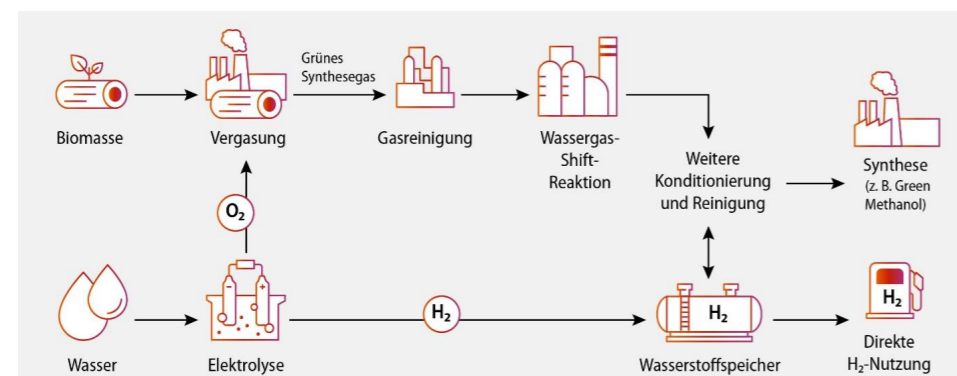 Grünes
Synthesegas
Biomasse
Vergasung
Gasreinigung
Wassergas-
Shift-
Reaktion
Weitere
Konditionierung
und Reinigung
Synthese
(z. B. Green
Methanol)
O₂
− +
H₂
H₂
H₂
Wasser
Elektrolyse
Wasserstoffspeicher
Direkte
H₂-Nutzung